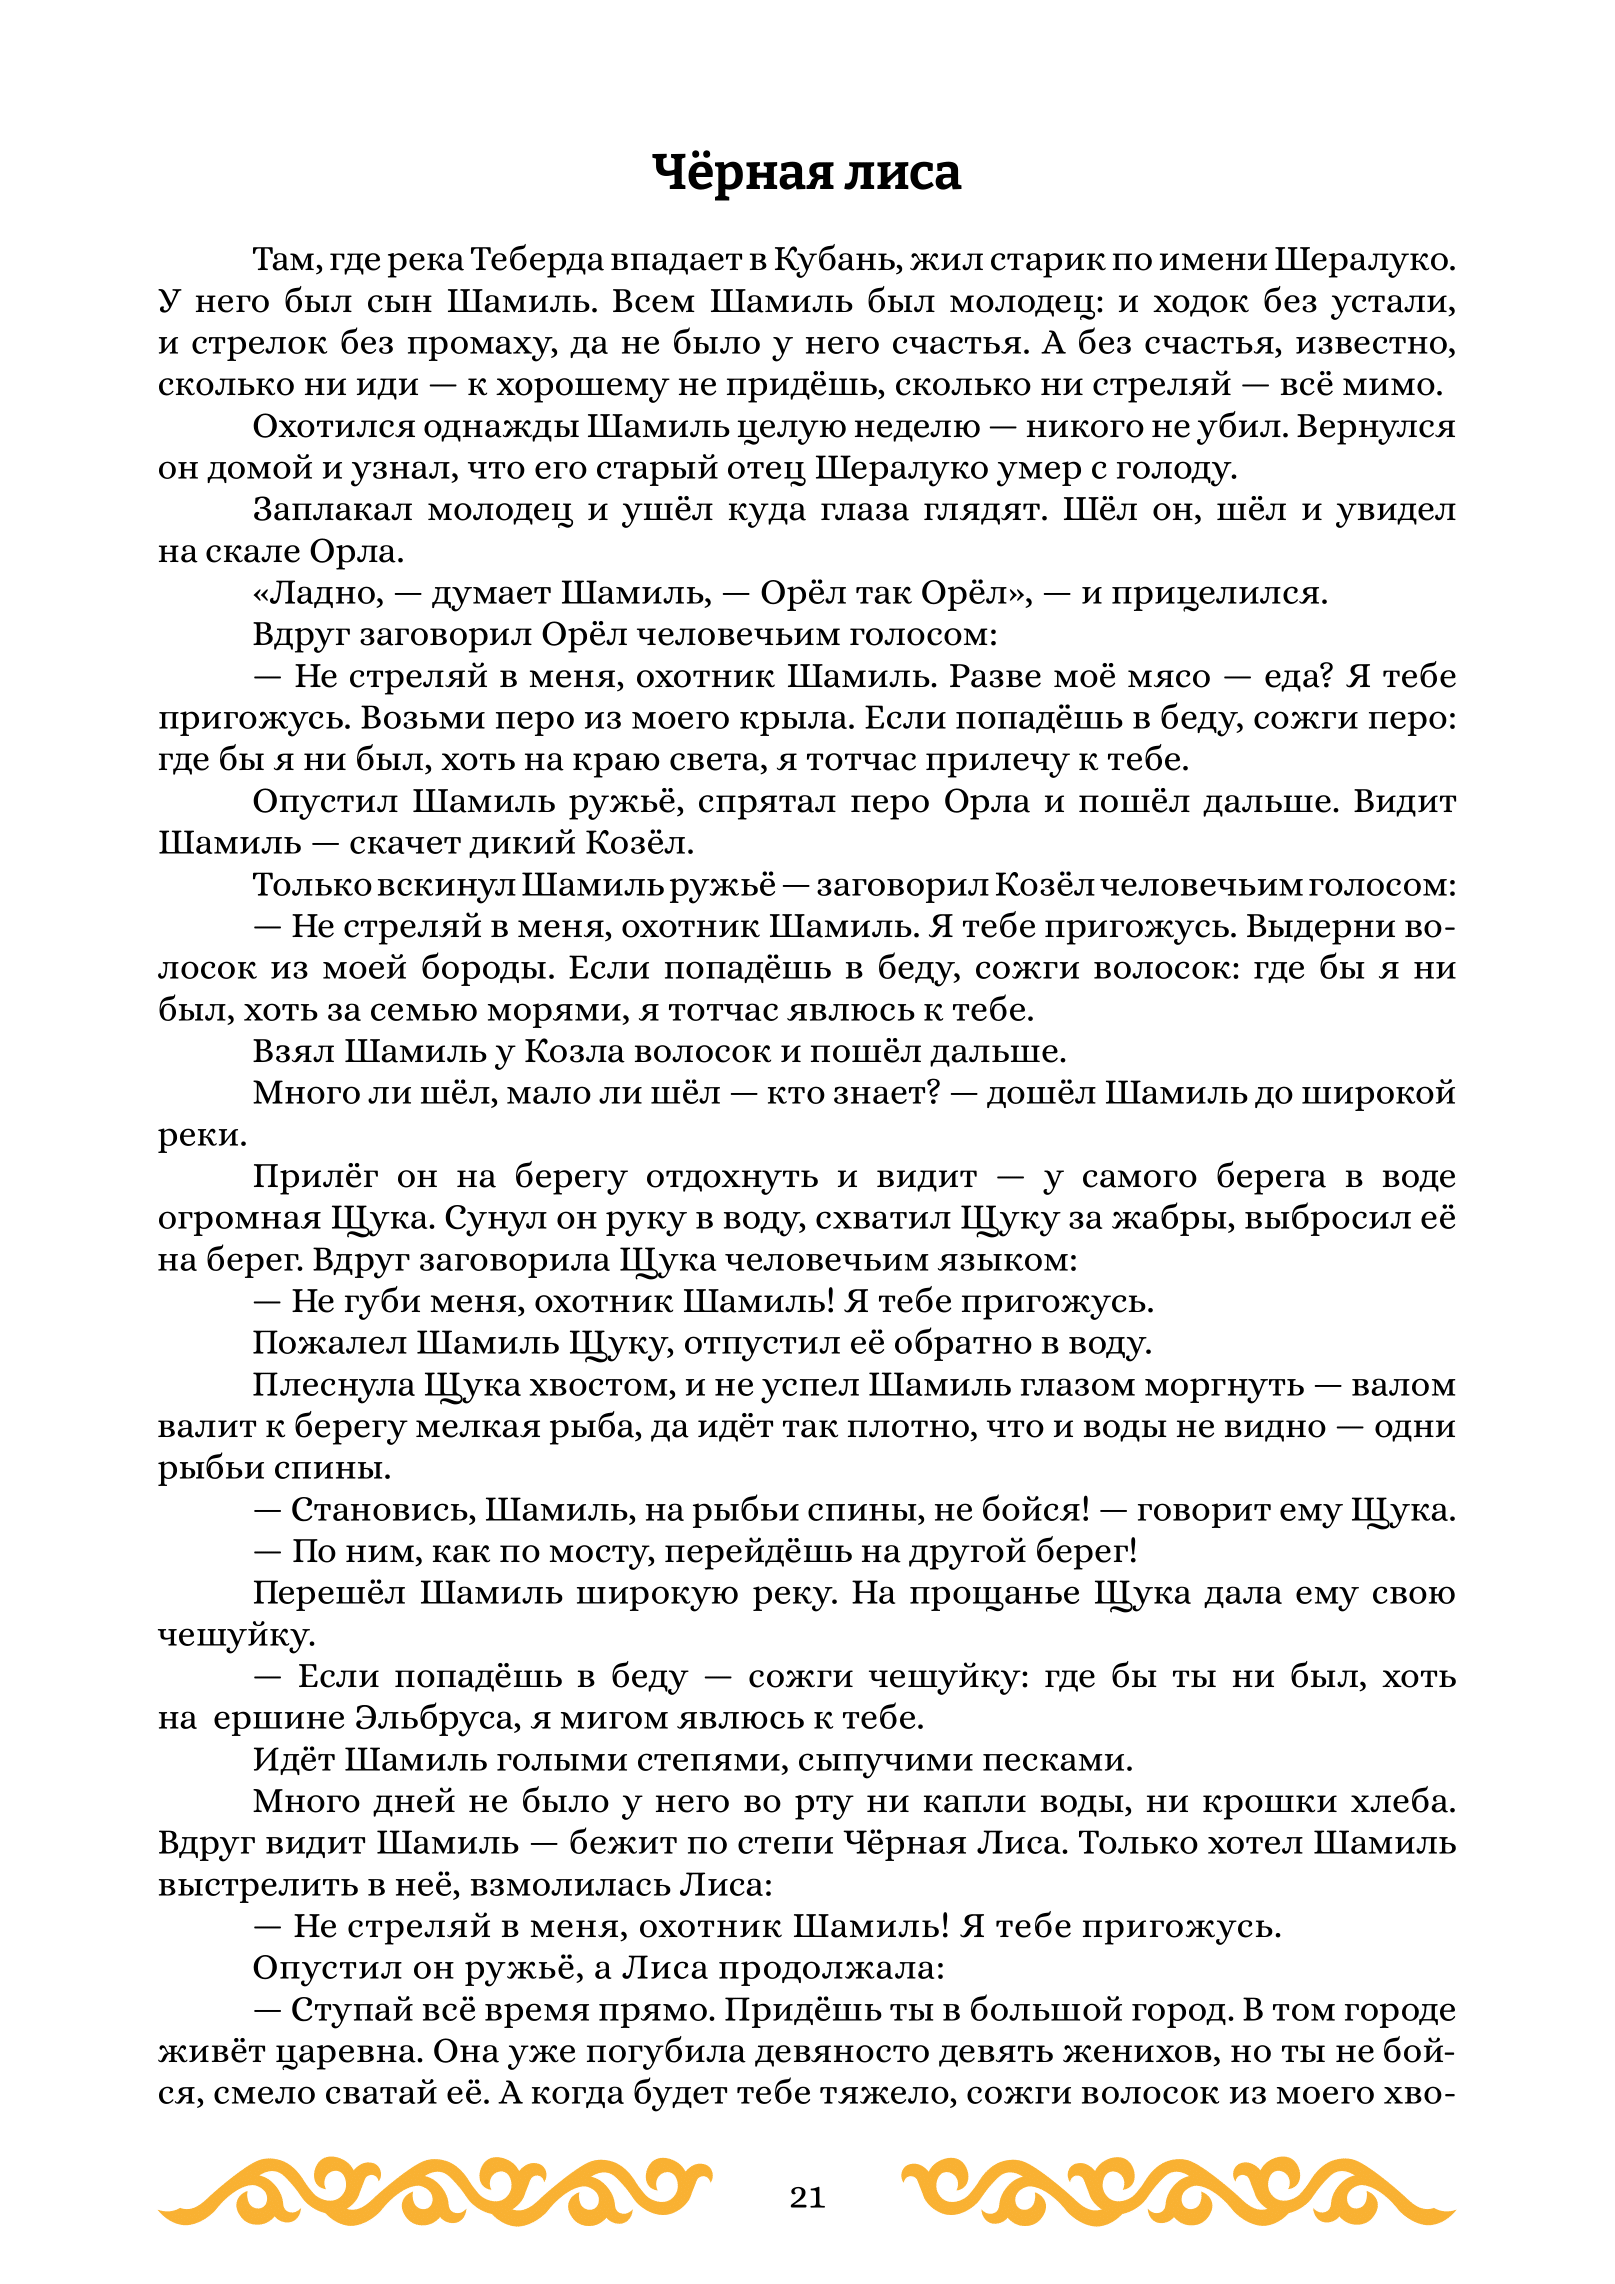 Чёрная лиса
Там, где река Теберда впадает в Кубань, жил старик по имени Шералуко.
У него был сын Шамиль. Всем Шамиль был молодец: и ходок без устали,
и стрелок без промаху, да не было у него счастья. А без счастья, известно,
сколько ни иди — к хорошему не придёшь, сколько ни стреляй — всё мимо.
Охотился однажды Шамиль целую неделю — никого не убил. Вернулся
он домой и узнал, что его старый отец Шералуко умер с голоду.
Заплакал молодец и ушёл куда глаза глядят. Шёл он, шёл и увидел
на скале Орла.
«Ладно, — думает Шамиль, — Орёл так Орёл», — и прицелился.
Вдруг заговорил Орёл человечьим голосом:
— Не стреляй в меня, охотник Шамиль. Разве моё мясо — еда? Я тебе
пригожусь. Возьми перо из моего крыла. Если попадёшь в беду, сожги перо:
где бы я ни был, хоть на краю света, я тотчас прилечу к тебе.
Опустил Шамиль ружьё, спрятал перо Орла и пошёл дальше. Видит
Шамиль — скачет дикий Козёл.
Только вскинул Шамиль ружьё — заговорил Козёл человечьим голосом:
— Не стреляй в меня, охотник Шамиль. Я тебе пригожусь. Выдерни во-
лосок из моей бороды. Если попадёшь в беду, сожги волосок: где бы я ни
был, хоть за семью морями, я тотчас явлюсь к тебе.
Взял Шамиль у Козла волосок и пошёл дальше.
Много ли шёл, мало ли шёл — кто знает? — дошёл Шамиль до широкой
реки.
Прилёг он на берегу отдохнуть и видит — у самого берега в воде
огромная Щука. Сунул он руку в воду, схватил Щуку за жабры, выбросил её
на берег. Вдруг заговорила Щука человечьим языком:
— Не губи меня, охотник Шамиль! Я тебе пригожусь.
Пожалел Шамиль Щуку, отпустил её обратно в воду.
Плеснула Щука хвостом, и не успел Шамиль глазом моргнуть — валом
валит к берегу мелкая рыба, да идёт так плотно, что и воды не видно — одни
рыбьи спины.
— Становись, Шамиль, на рыбьи спины, не бойся! — говорит ему Щука.
— По ним, как по мосту, перейдёшь на другой берег!
Перешёл Шамиль широкую реку. На прощанье Щука дала ему свою
чешуйку.
— Если попадёшь в беду — сожги чешуйку: где бы ты ни был, хоть
на ершине Эльбруса, я мигом явлюсь к тебе.
Идёт Шамиль голыми степями, сыпучими песками.
Много дней не было у него во рту ни капли воды, ни крошки хлеба.
Вдруг видит Шамиль — бежит по степи Чёрная Лиса. Только хотел Шамиль
выстрелить в неё, взмолилась Лиса:
— Не стреляй в меня, охотник Шамиль! Я тебе пригожусь.
Опустил он ружьё, а Лиса продолжала:
— Ступай всё время прямо. Придёшь ты в большой город. В том городе
живёт царевна. Она уже погубила девяносто девять женихов, но ты не бой-
ся, смело сватай её. А когда будет тебе тяжело, сожги волосок из моего хво-
21